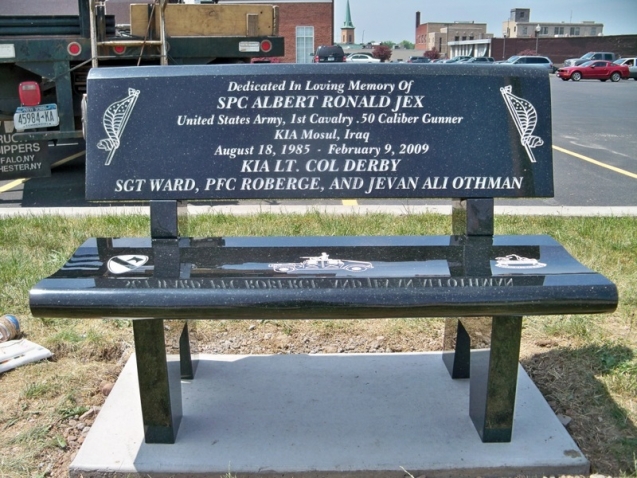 Dedicated In Loving Memory Of
SPC ALBERT RONALD JEX
United States Army, 1st Cavalry .50 Caliber Gunner
KIA Mosul, Iraq
August 18, 1985 - February 9, 2009
KIA LT. COL DERBY
SGT WARD, PFC ROBERGE, AND JEVAN ALI OTHMAN
45984-KA